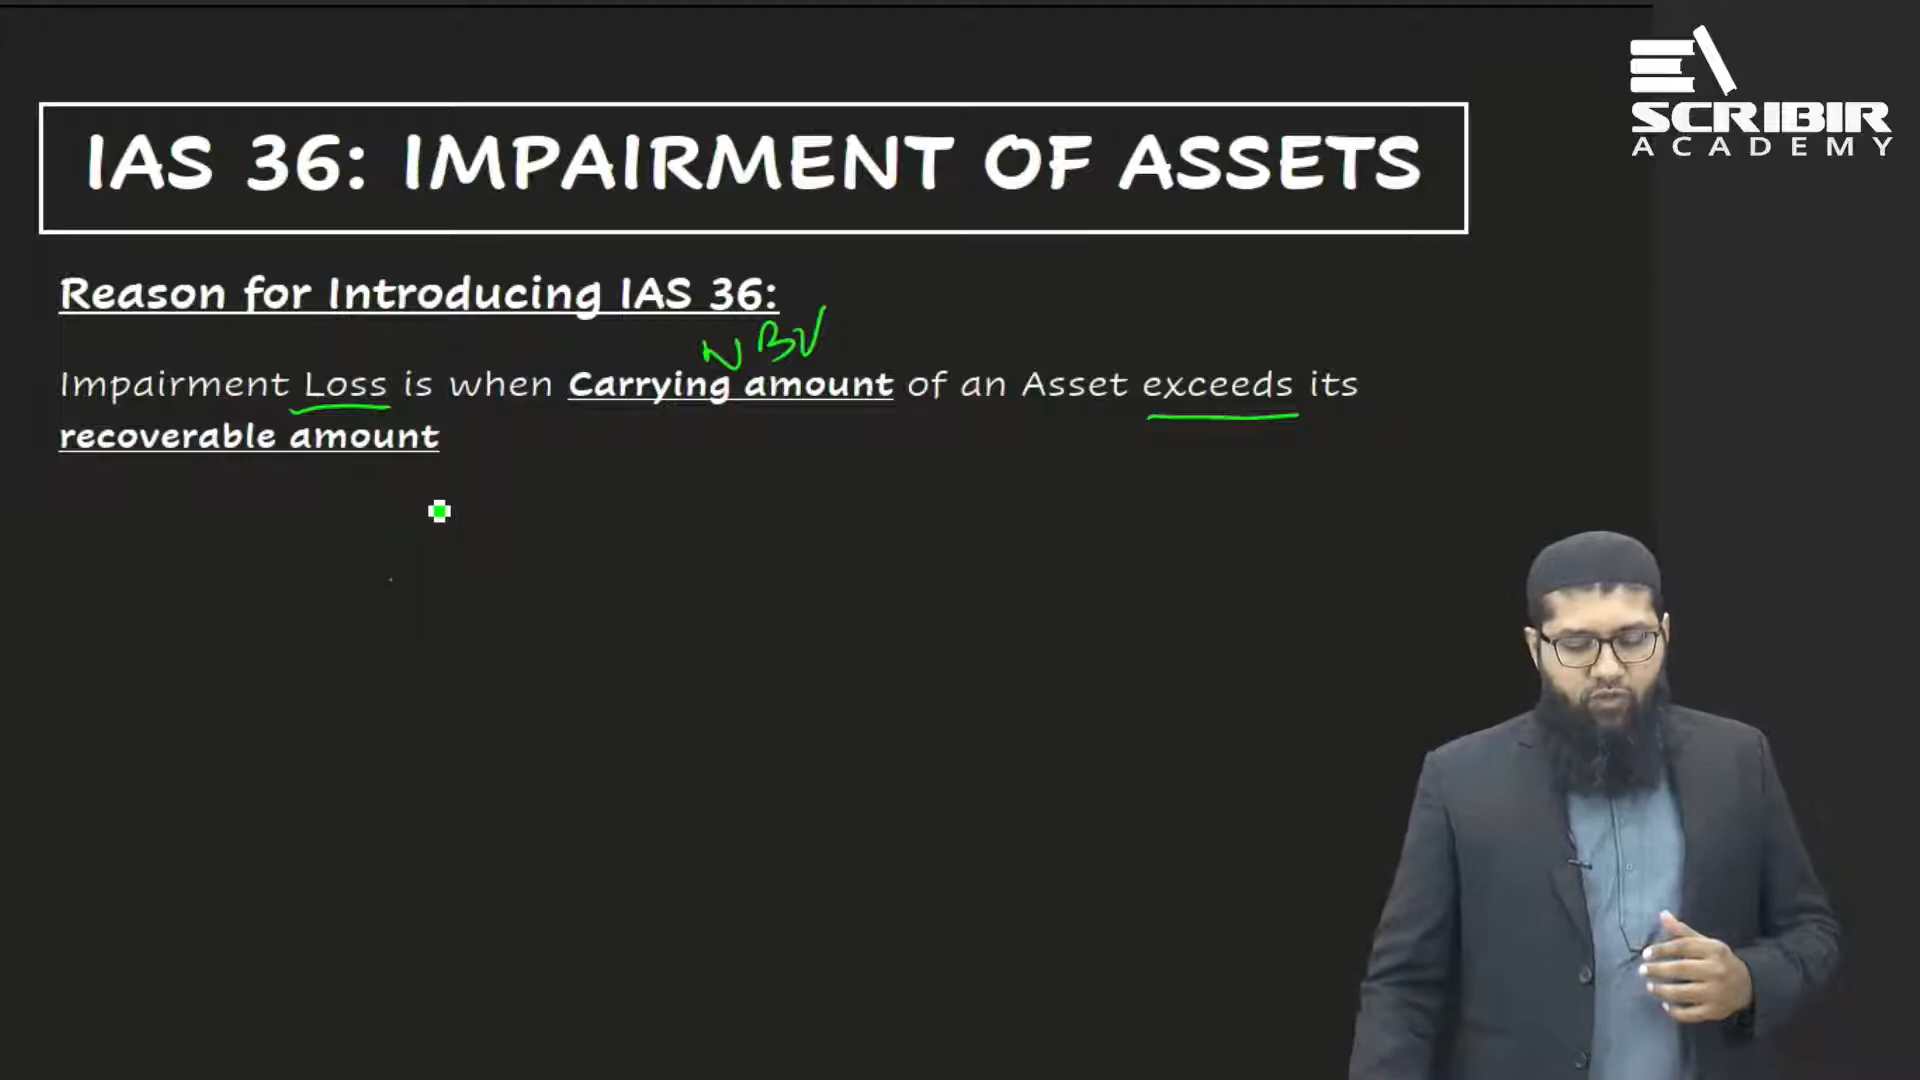 SCRIBIR
ACADEMY
IAS 36: IMPAIRMENT OF ASSETS
Reason for Introducing IAS 36:
NBV
Impairment Loss is when Carrying amount of an Asset exceeds its
recoverable amount